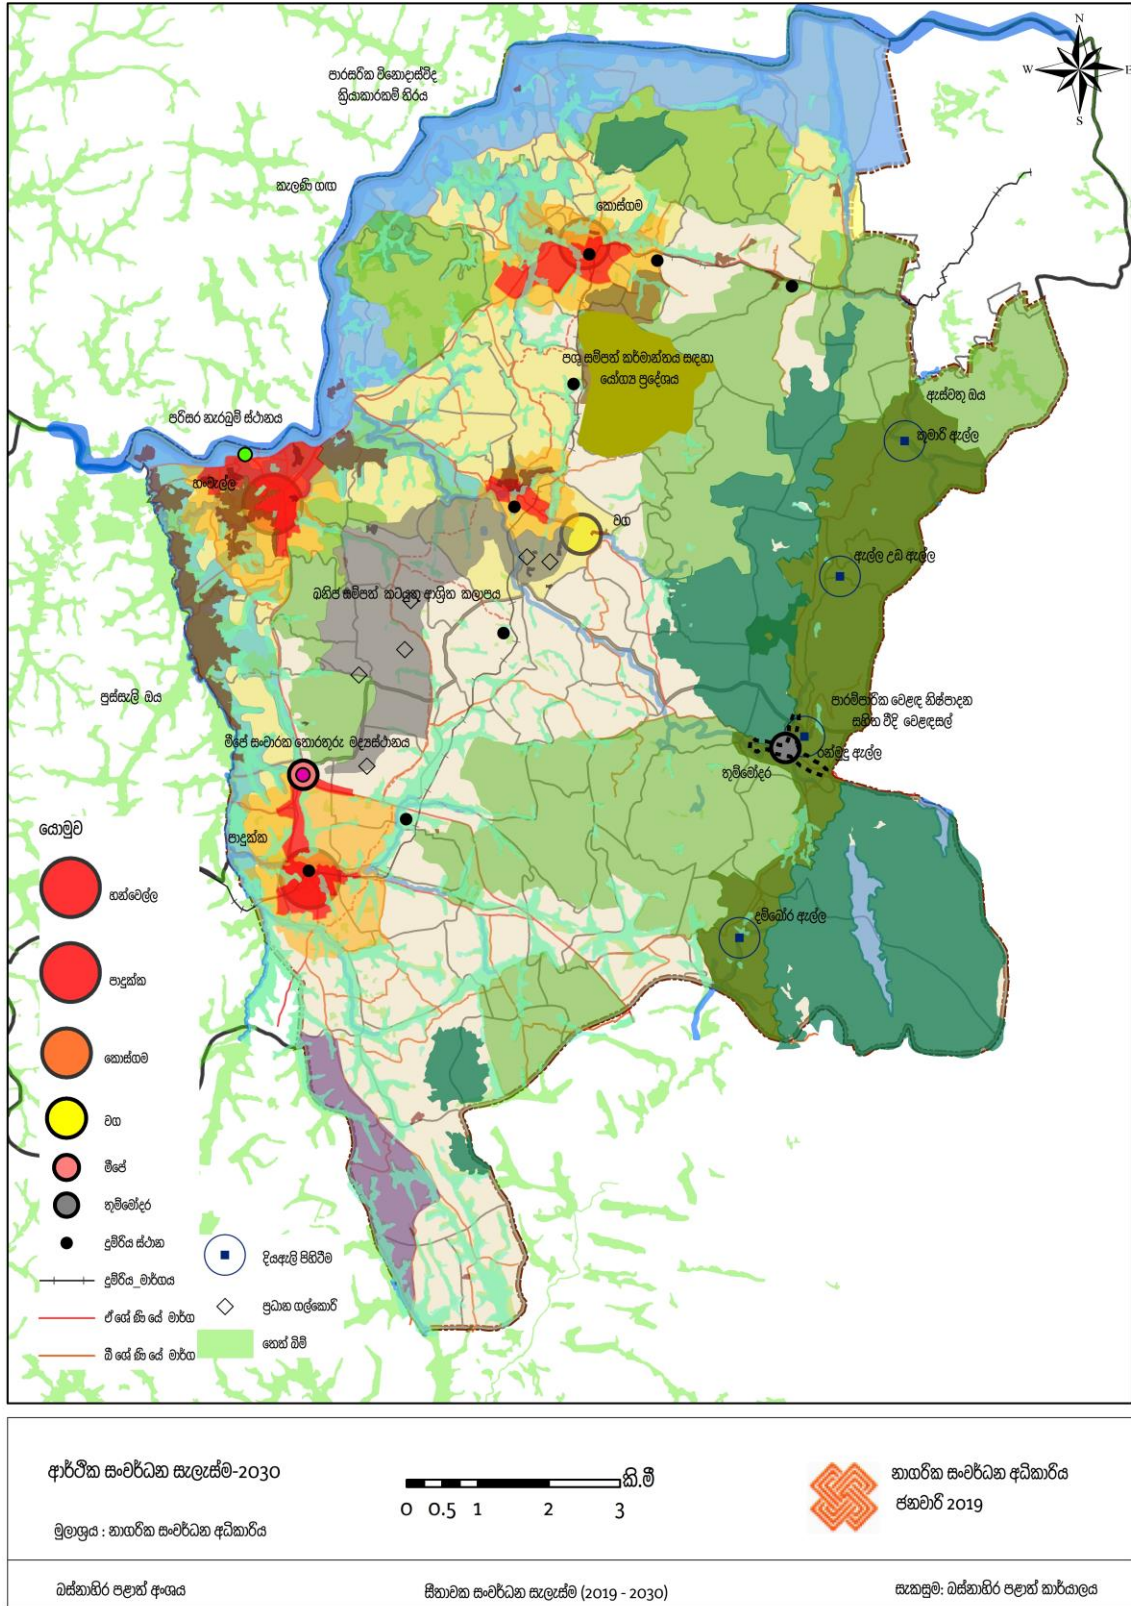 N
W
E
S
පාරසරික විනොදාස්විද
ක්‍රියාකාරකම් තීරය
කැලණි ගඟ
කොස්ගම
පශු සම්පත් කර්මාන්තය සඳහා
යෝග්‍ය ප්‍රදේශය
ඇස්වතු ඔය
කුමාරි ඇල්ල
පරිසර නැරඹුම් ස්ථානය
හංවැල්ල
වග
ඇල්ල උඩ ඇල්ල
ඛනිජ සම්පත් කටයුතු ආශ්‍රිත කලාපය
පුස්සැලි ඔය
පාරම්පාරික වෙළඳ නිෂ්පාදන
සහිත වීදි වෙළඳසල්
මීපේ සංචාරක තොරතුරු මධ්‍යස්ථානය
රන්මුදු ඇල්ල
තුම්මෝදර
පාදුක්ක
දම්බෝර ඇල්ල
යොමුව
හන්වෙල්ල
පාදුක්ක
කොස්ගම
වග
මීපේ
තුම්මෝදර
දුම්රිය ස්ථාන
දුම්රිය_මාර්ගය
ඒ ශේණියේ මාර්ග
බී ශේණියේ මාර්ග
දියඇලි පිහිටීම
ප්‍රධාන ගල්කොරි
තෙත් බිම්
ආර්ථික සංවර්ධන සැලැස්ම-2030
මූලාශ්‍රය : නාගරික සංවර්ධන අධිකාරිය
කි.මී
0 0.5 1 2 3
නාගරික සංවර්ධන අධිකාරිය
ජනවාරි 2019
බස්නාහිර පළාත් අංශය
සීතාවක සංවර්ධන සැලැස්ම (2019 - 2030)
සැකසුම: බස්නාහිර පළාත් කාර්යාලය